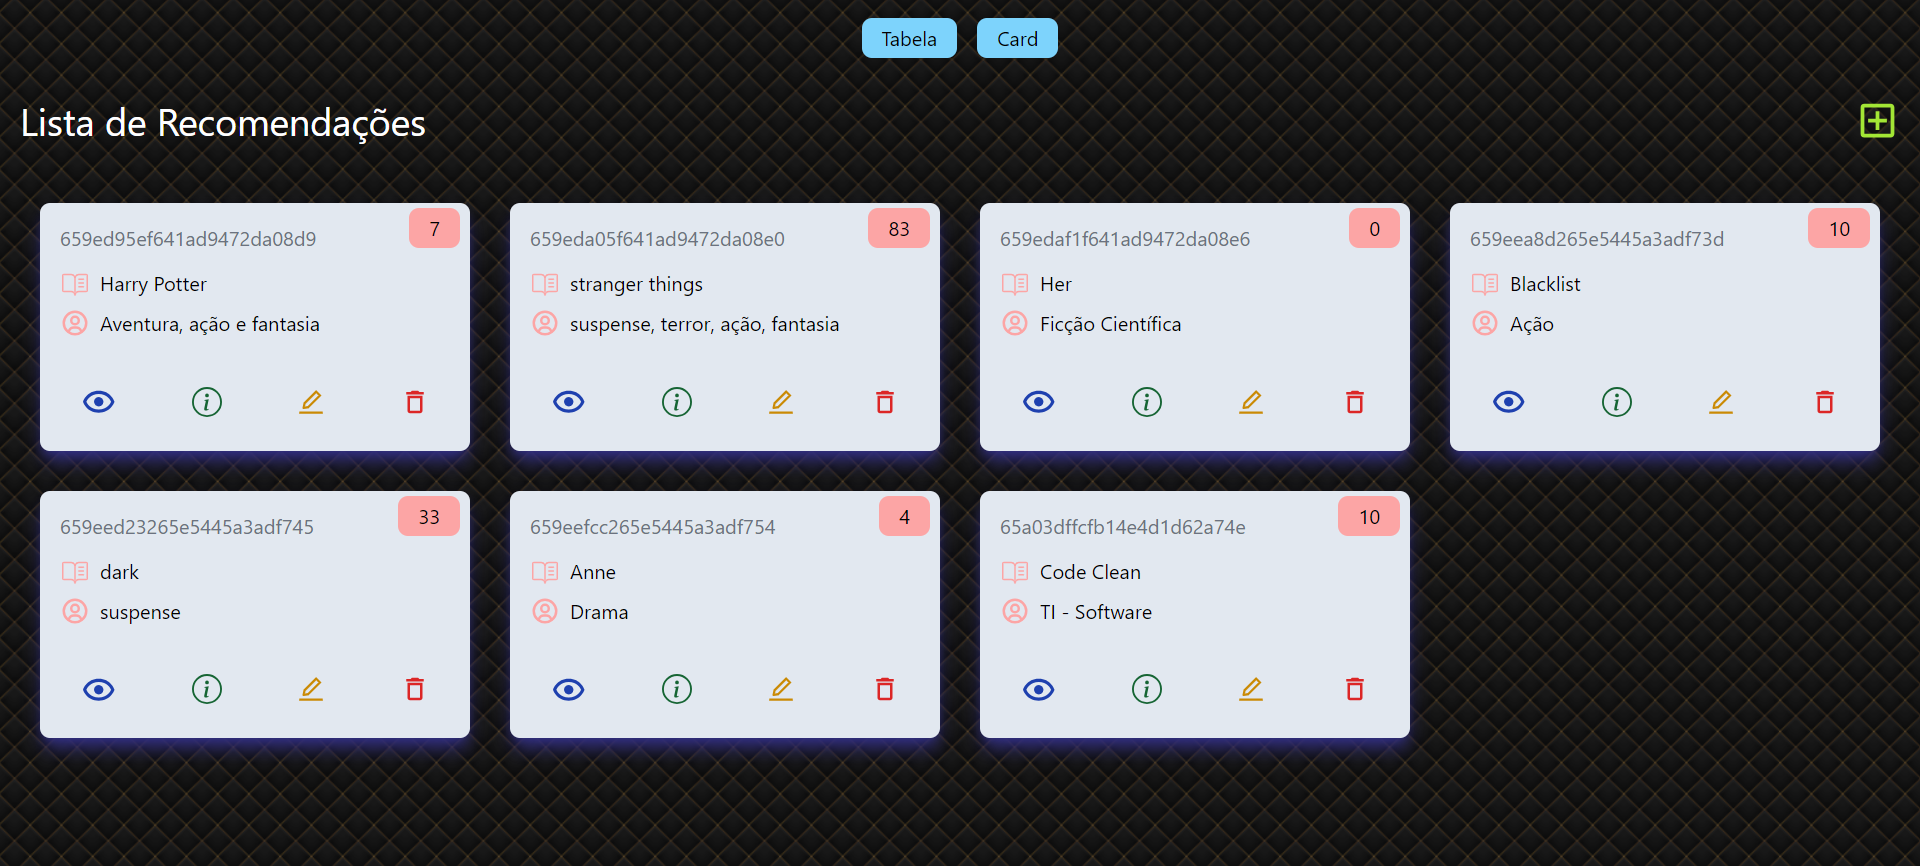 Tabela
Card
Lista de Recomendações
7
659ed95ef641ad9472da08d9
Harry Potter
Aventura, ação e fantasia
83
659eda05f641ad9472da08e0
stranger things
suspense, terror, ação, fantasia
0
659edaf1f641ad9472da08e6
Her
Ficção Científica
10
659eea8d265e5445a3adf73d
Blacklist
Ação
33
659eed23265e5445a3adf745
dark
suspense
4
659eefcc265e5445a3adf754
Anne
Drama
10
65a03dffcfb14e4d1d62a74e
Code Clean
TI - Software